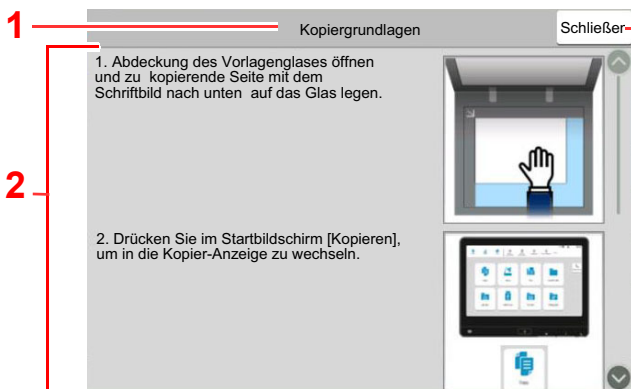 1
Kopiergrundlagen
Schließer
2
1. Abdeckung des Vorlagenglases öffnen
und zu kopierende Seite mit dem
Schriftbild nach unten auf das Glas legen.
2. Drücken Sie im Startbildschirm [Kopieren],
um in die Kopier-Anzeige zu wechseln.